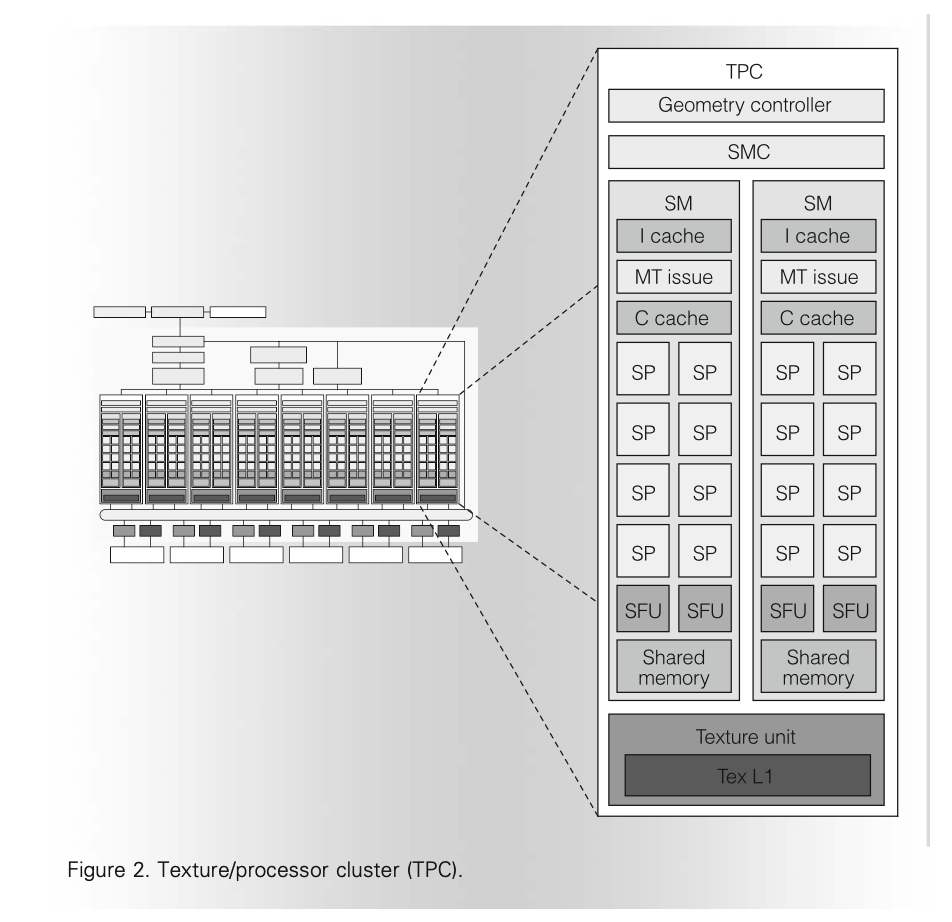 TPC
Geometry controller
SMC
SM
I cache
MT issue
C cache
SP SP
SP SP
SP SP
SP SP
SFU SFU
Shared
memory
SM
I cache
MT issue
C cache
SP SP
SP SP
SP SP
SP SP
SFU SFU
Shared
memory
Texture unit
Tex L1
Figure 2. Texture/processor cluster (TPC).